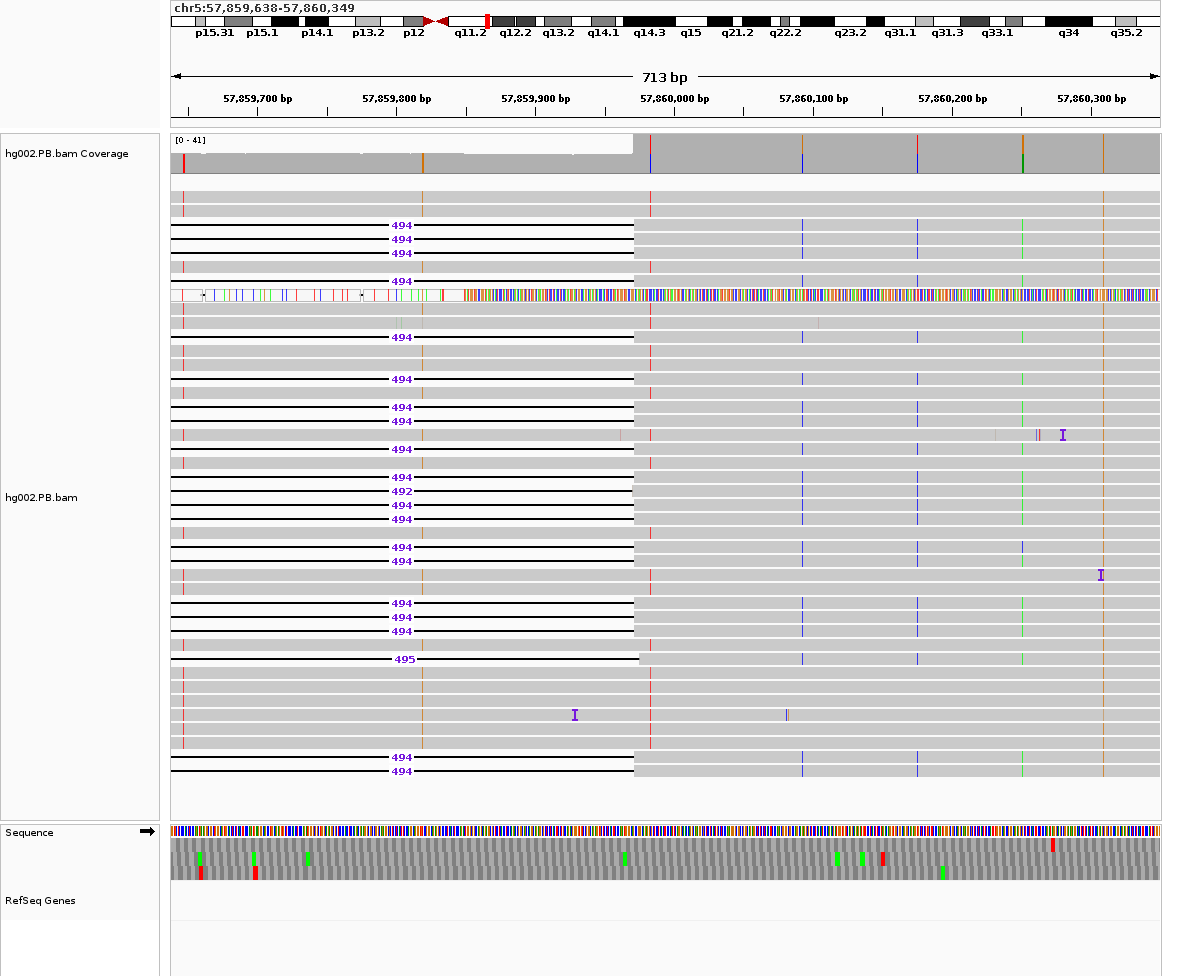 chr5:57,859,638-57,860,349
p15.31 p15.1 p14.1 p13.2 p12 q11.2 q12.2 q13.2 q14.1 q14.3 q15 q21.2 q22.2 q23.2 q31.1 q31.3 q33.1 q34 q35.2
713 bp
57,859,700 bp 57,859,800 bp 57,859,900 bp 57,860,000 bp 57,860,100 bp 57,860,200 bp 57,860,300 bp
[0 - 41]
hg002.PB.bam Coverage
494
494
494
494
494
494
494
494
494
494
492
494
494
494
494
494
494
494
495
494
494
hg002.PB.bam
Sequence
RefSeq Genes